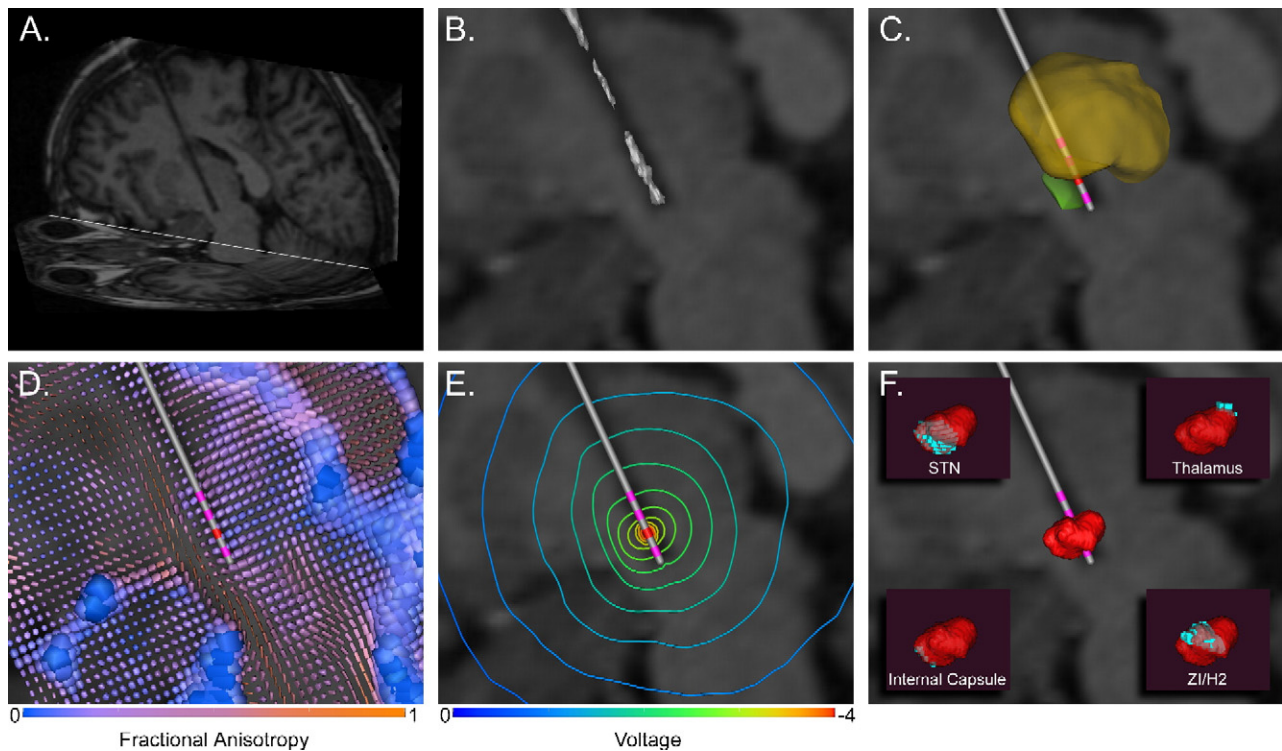 A.
B.
C.
D.
E.
F.
STN
Thalamus
Internal Capsule
ZI/H2
0
1
0
-4
Fractional Anisotropy
Voltage